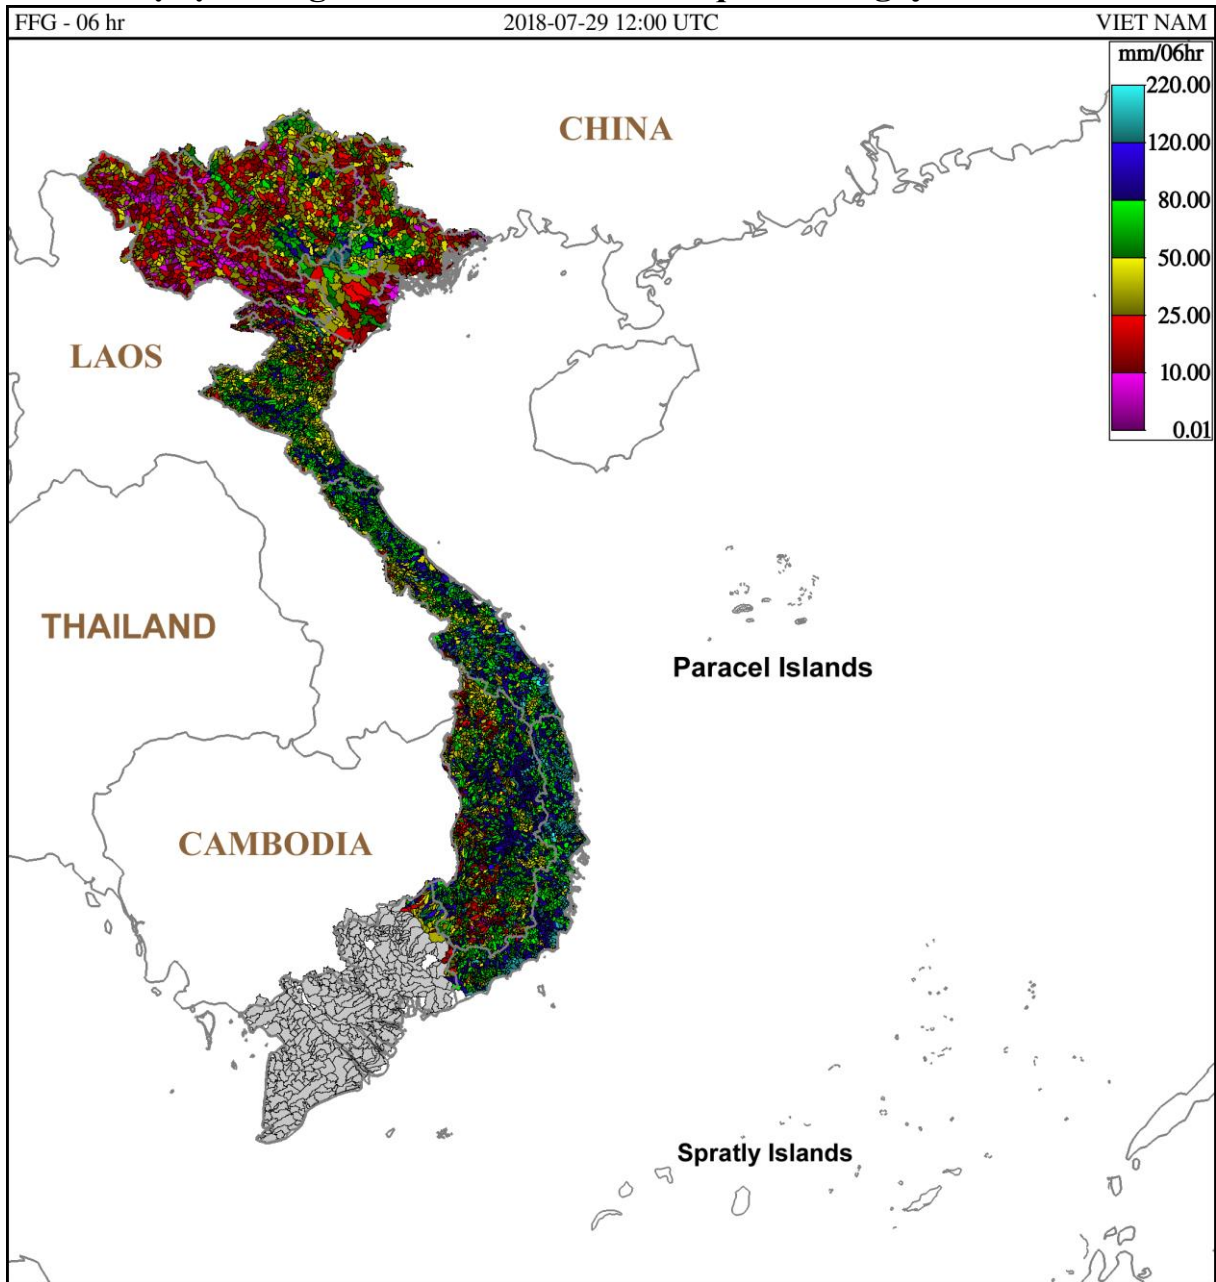 FFG - 06 hr 2018-07-29 12:00 UTC VIET NAM
mm/06hr
220.00
120.00
80.00
50.00
25.00
10.00
0.01
CHINA
LAOS
THAILAND
Paracel Islands
CAMBODIA
Spratly Islands